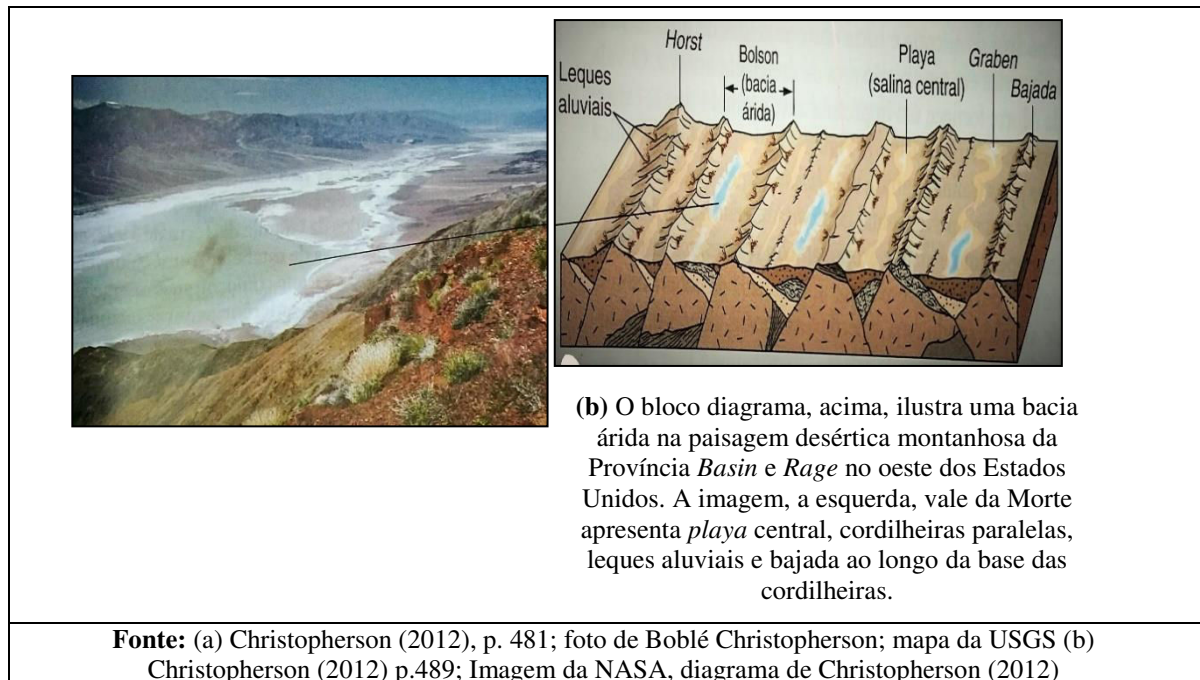 Horst
Bolson
(bacia
árida)
Playa
(salina central)
Graben
Bajada
Leques
aluviais
(b) O bloco diagrama, acima, ilustra uma bacia
árida na paisagem desértica montanhosa da
Província Basin e Rage no oeste dos Estados
Unidos. A imagem, a esquerda, vale da Morte
apresenta playa central, cordilheiras paralelas,
leques aluviais e bajada ao longo da base das
cordilheiras.
Fonte: (a) Christopherson (2012), p. 481; foto de Boblé Christopherson; mapa da USGS (b)
Christopherson (2012) p.489; Imagem da NASA, diagrama de Christopherson (2012)